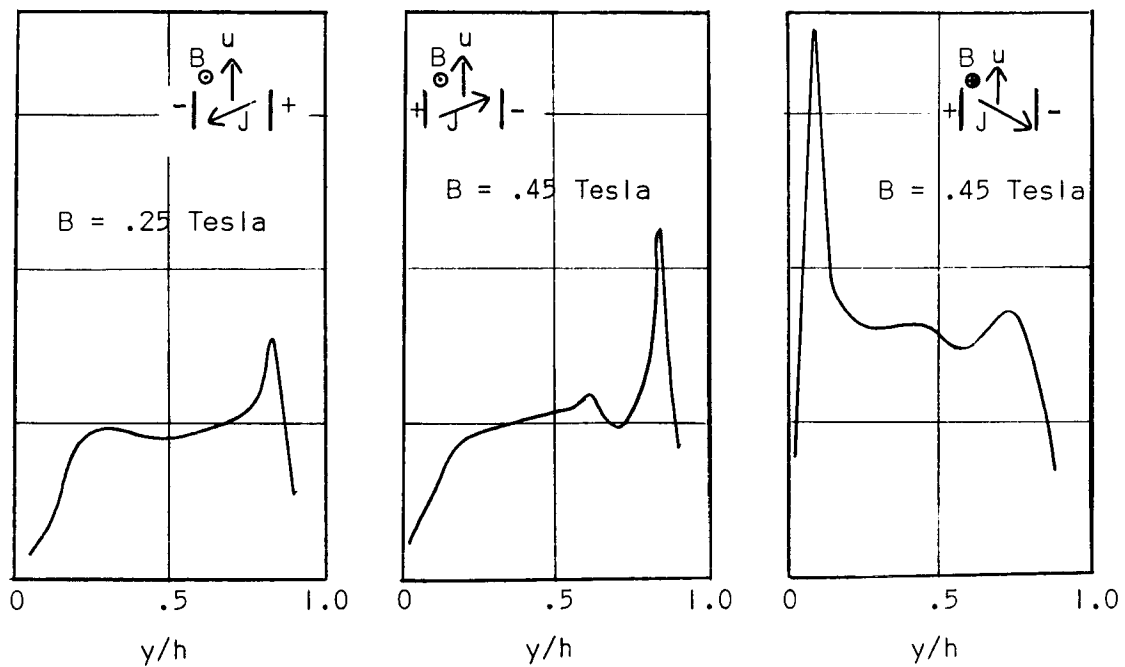 B u
- J +
B = .25 Tesla
0 .5 1.0
y/h
B u
+ J -
B = .45 Tesla
0 .5 1.0
y/h
B u
+ J -
B = .45 Tesla
0 .5 1.0
y/h